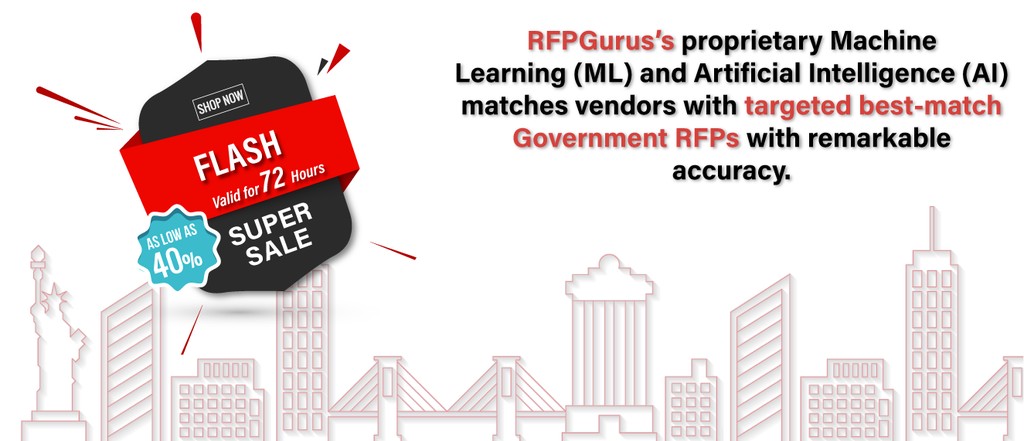 SHOP NOW
FLASH
Valid for 72 Hours
SUPER
SALE
AS LOW AS
40%
RFPGurus's proprietary Machine
Learning (ML) and Artificial Intelligence (AI)
matches vendors with targeted best-match
Government RFPs with remarkable
accuracy.